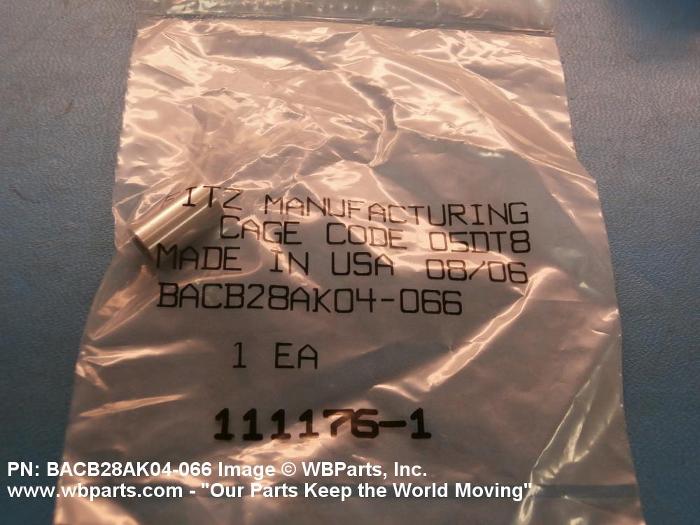 MANUFACTURING
CAGE CODE 05DT8
MADE IN USA 08/06
BACB28AK04-066
1 EA
111176-1
PN: BACB28AK04-066 Image © WBParts, Inc.
www.wbparts.com - "Our Parts Keep the World Moving"